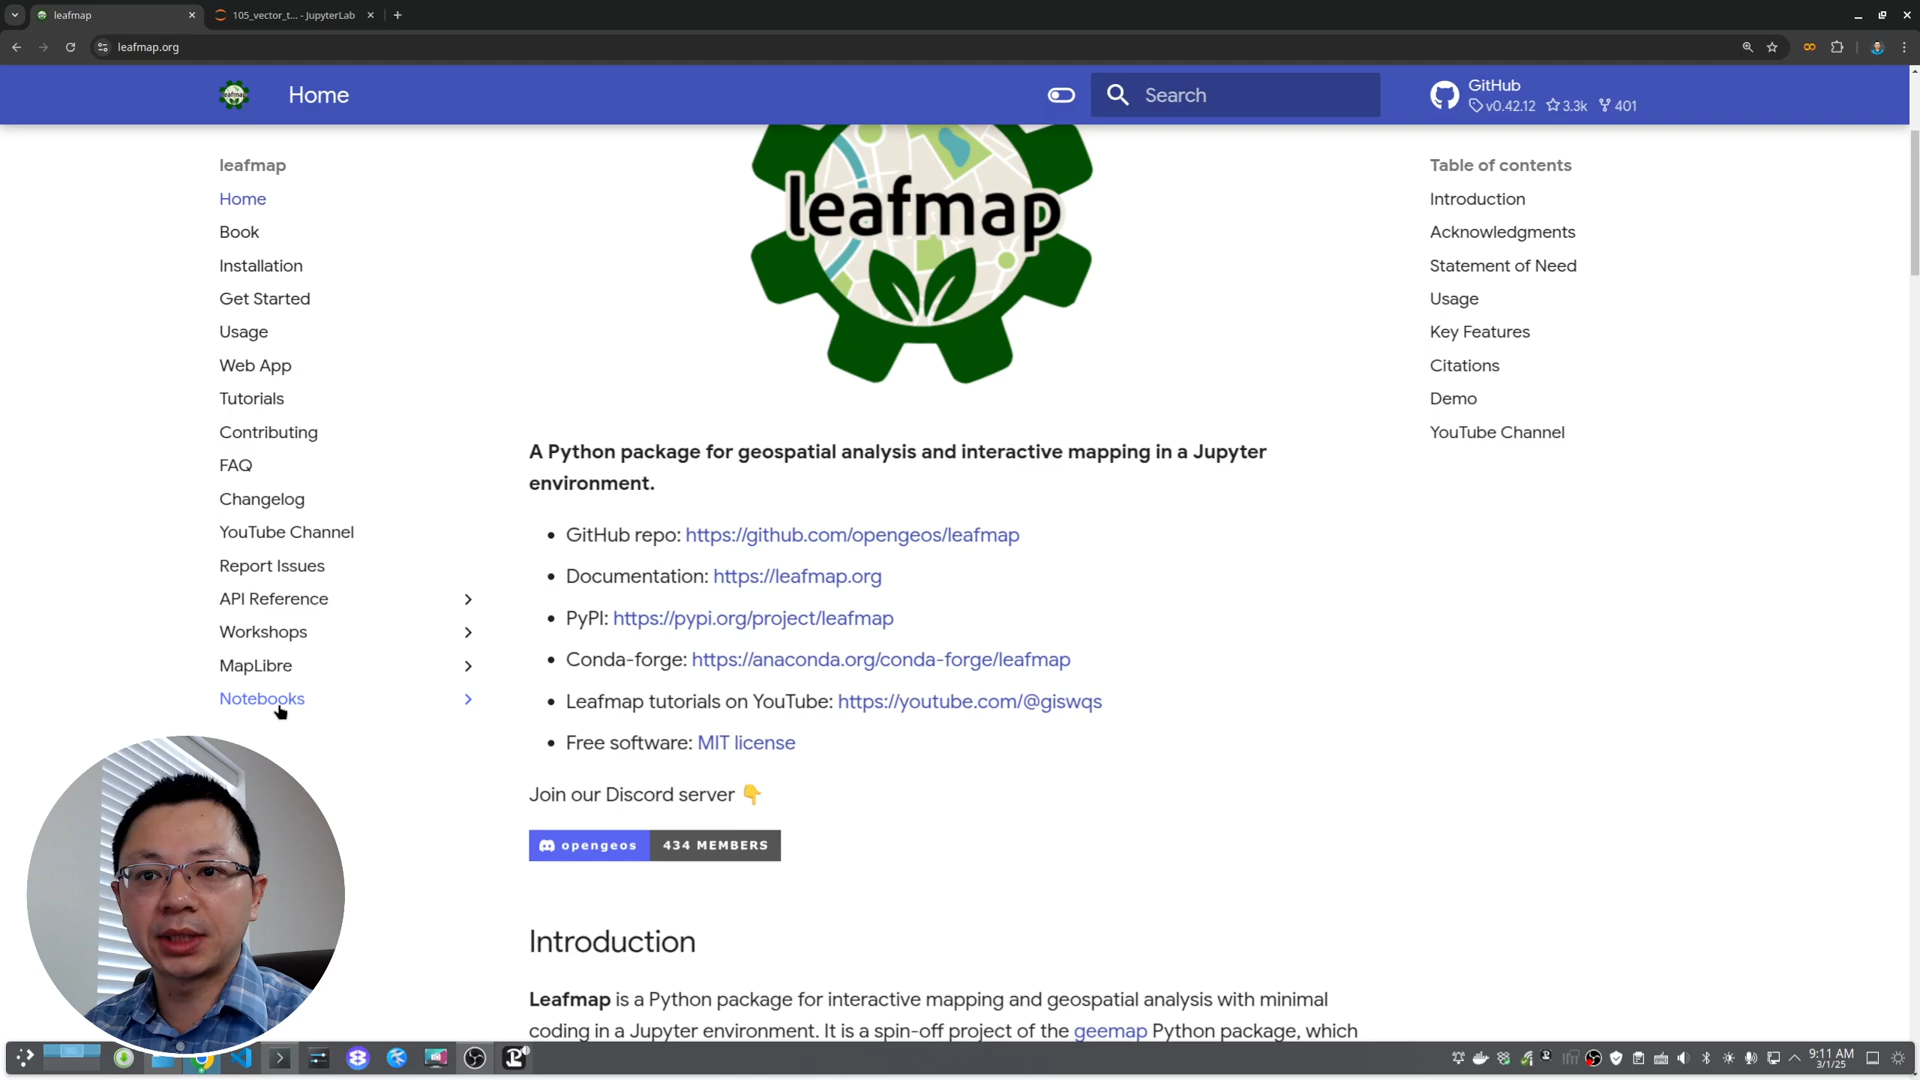 leafmap
105_vector_t... - JupyterLab
leafmap.org
leafmap
Home
Search
GitHub
v0.42.12 3.3k 401
leafmap
Home
Book
Installation
Get Started
Usage
Web App
Tutorials
Contributing
FAQ
Changelog
YouTube Channel
Report Issues
API Reference
Workshops
MapLibre
Notebooks
leafmap
A Python package for geospatial analysis and interactive mapping in a Jupyter
environment.
• GitHub repo: https://github.com/opengeos/leafmap
• Documentation: https://leafmap.org
• PyPI: https://pypi.org/project/leafmap
• Conda-forge: https://anaconda.org/conda-forge/leafmap
• Leafmap tutorials on YouTube: https://youtube.com/@giswqs
• Free software: MIT license
Join our Discord server 👇
opengeos 434 MEMBERS
Introduction
Leafmap is a Python package for interactive mapping and geospatial analysis with minimal
coding in a Jupyter environment. It is a spin-off project of the geemap Python package, which
Table of contents
Introduction
Acknowledgments
Statement of Need
Usage
Key Features
Citations
Demo
YouTube Channel
9:11 AM
3/1/25